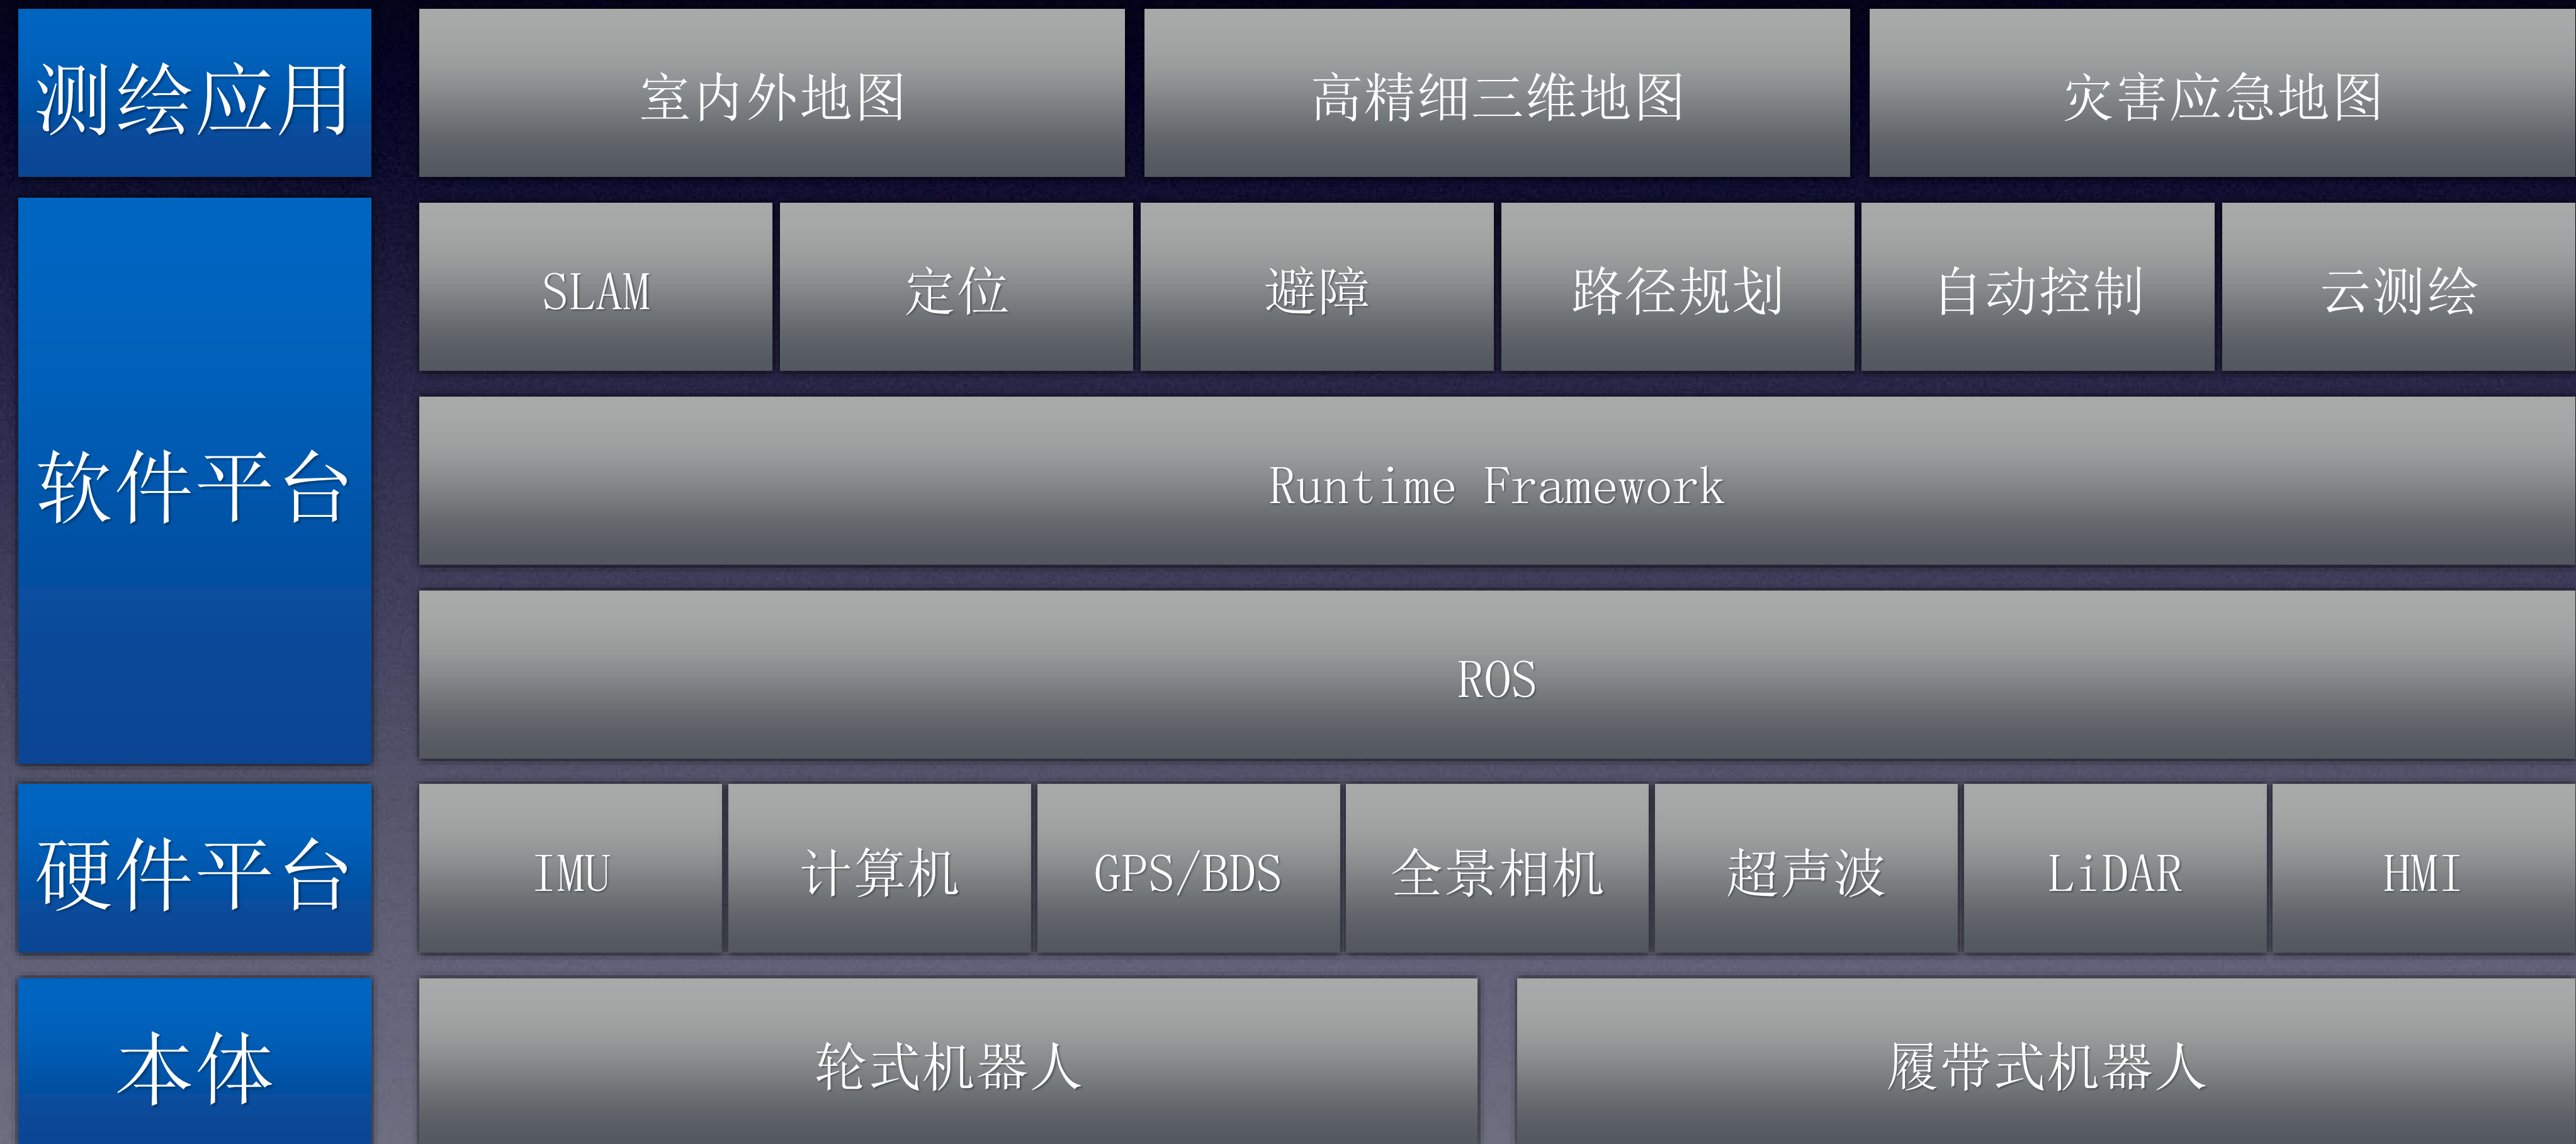 测绘应用
室内外地图
高精细三维地图
灾害应急地图
软件平台
SLAM
定位
避障
路径规划
自动控制
云测绘
Runtime Framework
ROS
硬件平台
IMU
计算机
GPS/BDS
全景相机
超声波
LiDAR
HMI
本体
轮式机器人
履带式机器人